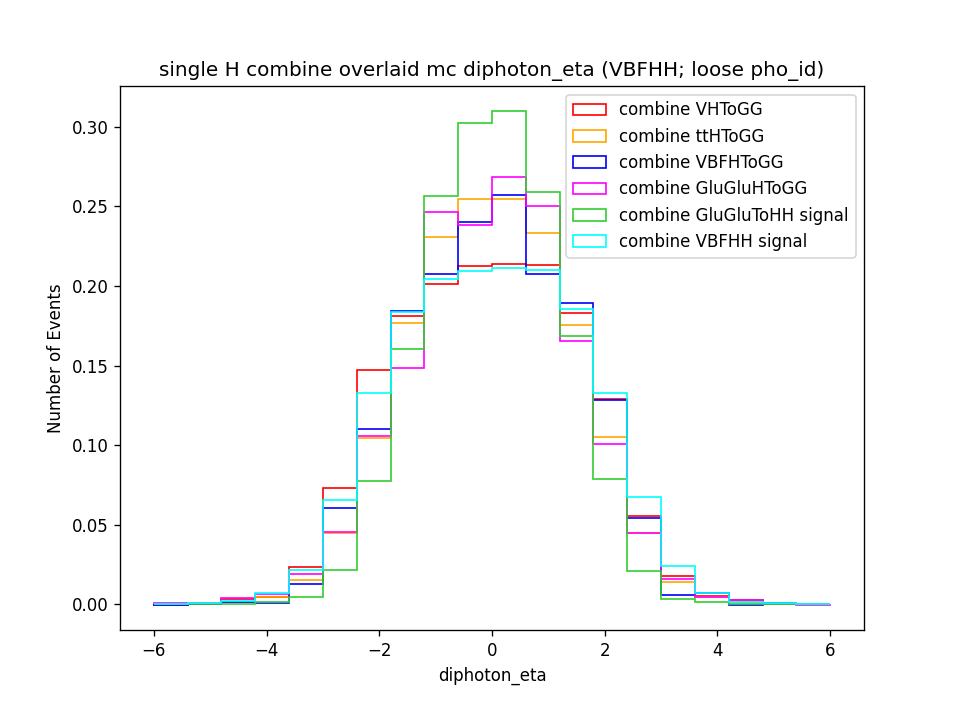 single H combine overlaid mc diphoton_eta (VBFHH; loose pho_id)
combine VHToGG
combine ttHToGG
combine VBFHToGG
combine GluGluHToGG
combine GluGluToHH signal
combine VBFHH signal
Number of Events
0.30
0.25
0.20
0.15
0.10
0.05
0.00
−6 −4 −2 0 2 4 6
diphoton_eta